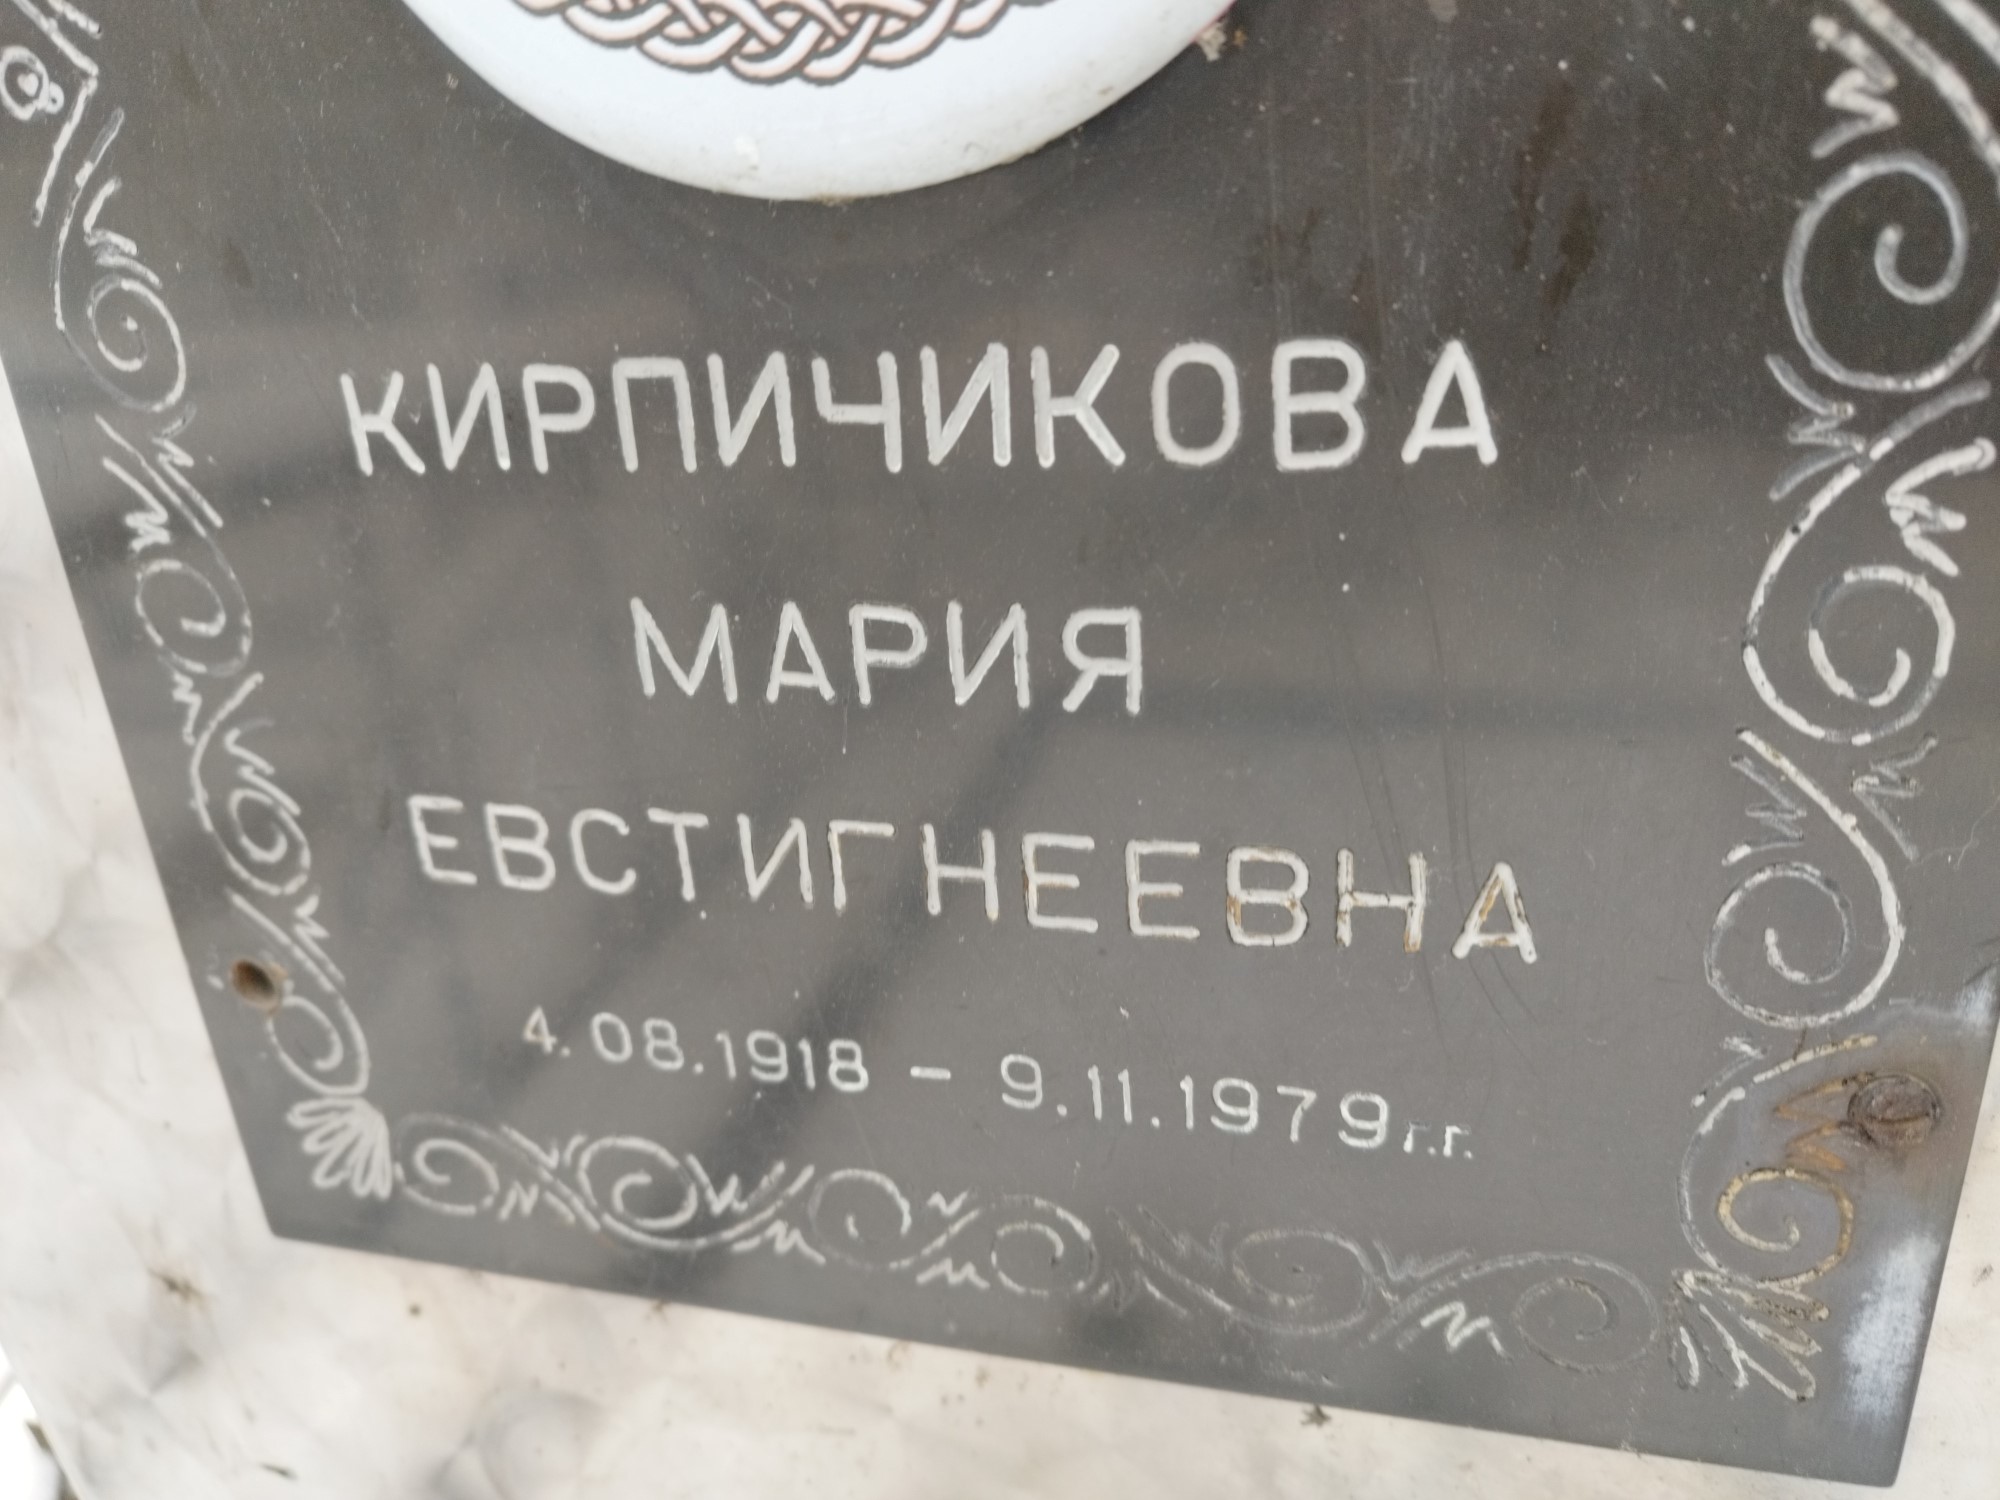 КИРПИЧИКОВА
МАРИЯ
ЕВСТИГНЕЕВНА
4.08.1918 – 9.11.1979г.г.